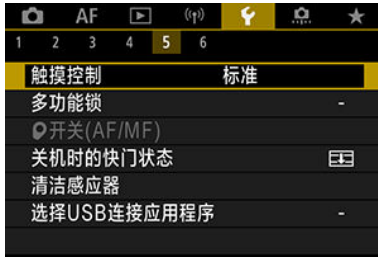 AF
1 2 3 4 5 6
触摸控制 标准
多功能锁 -
开关(AF/MF)
关机时的快门状态
清洁感应器
选择USB连接应用程序 -